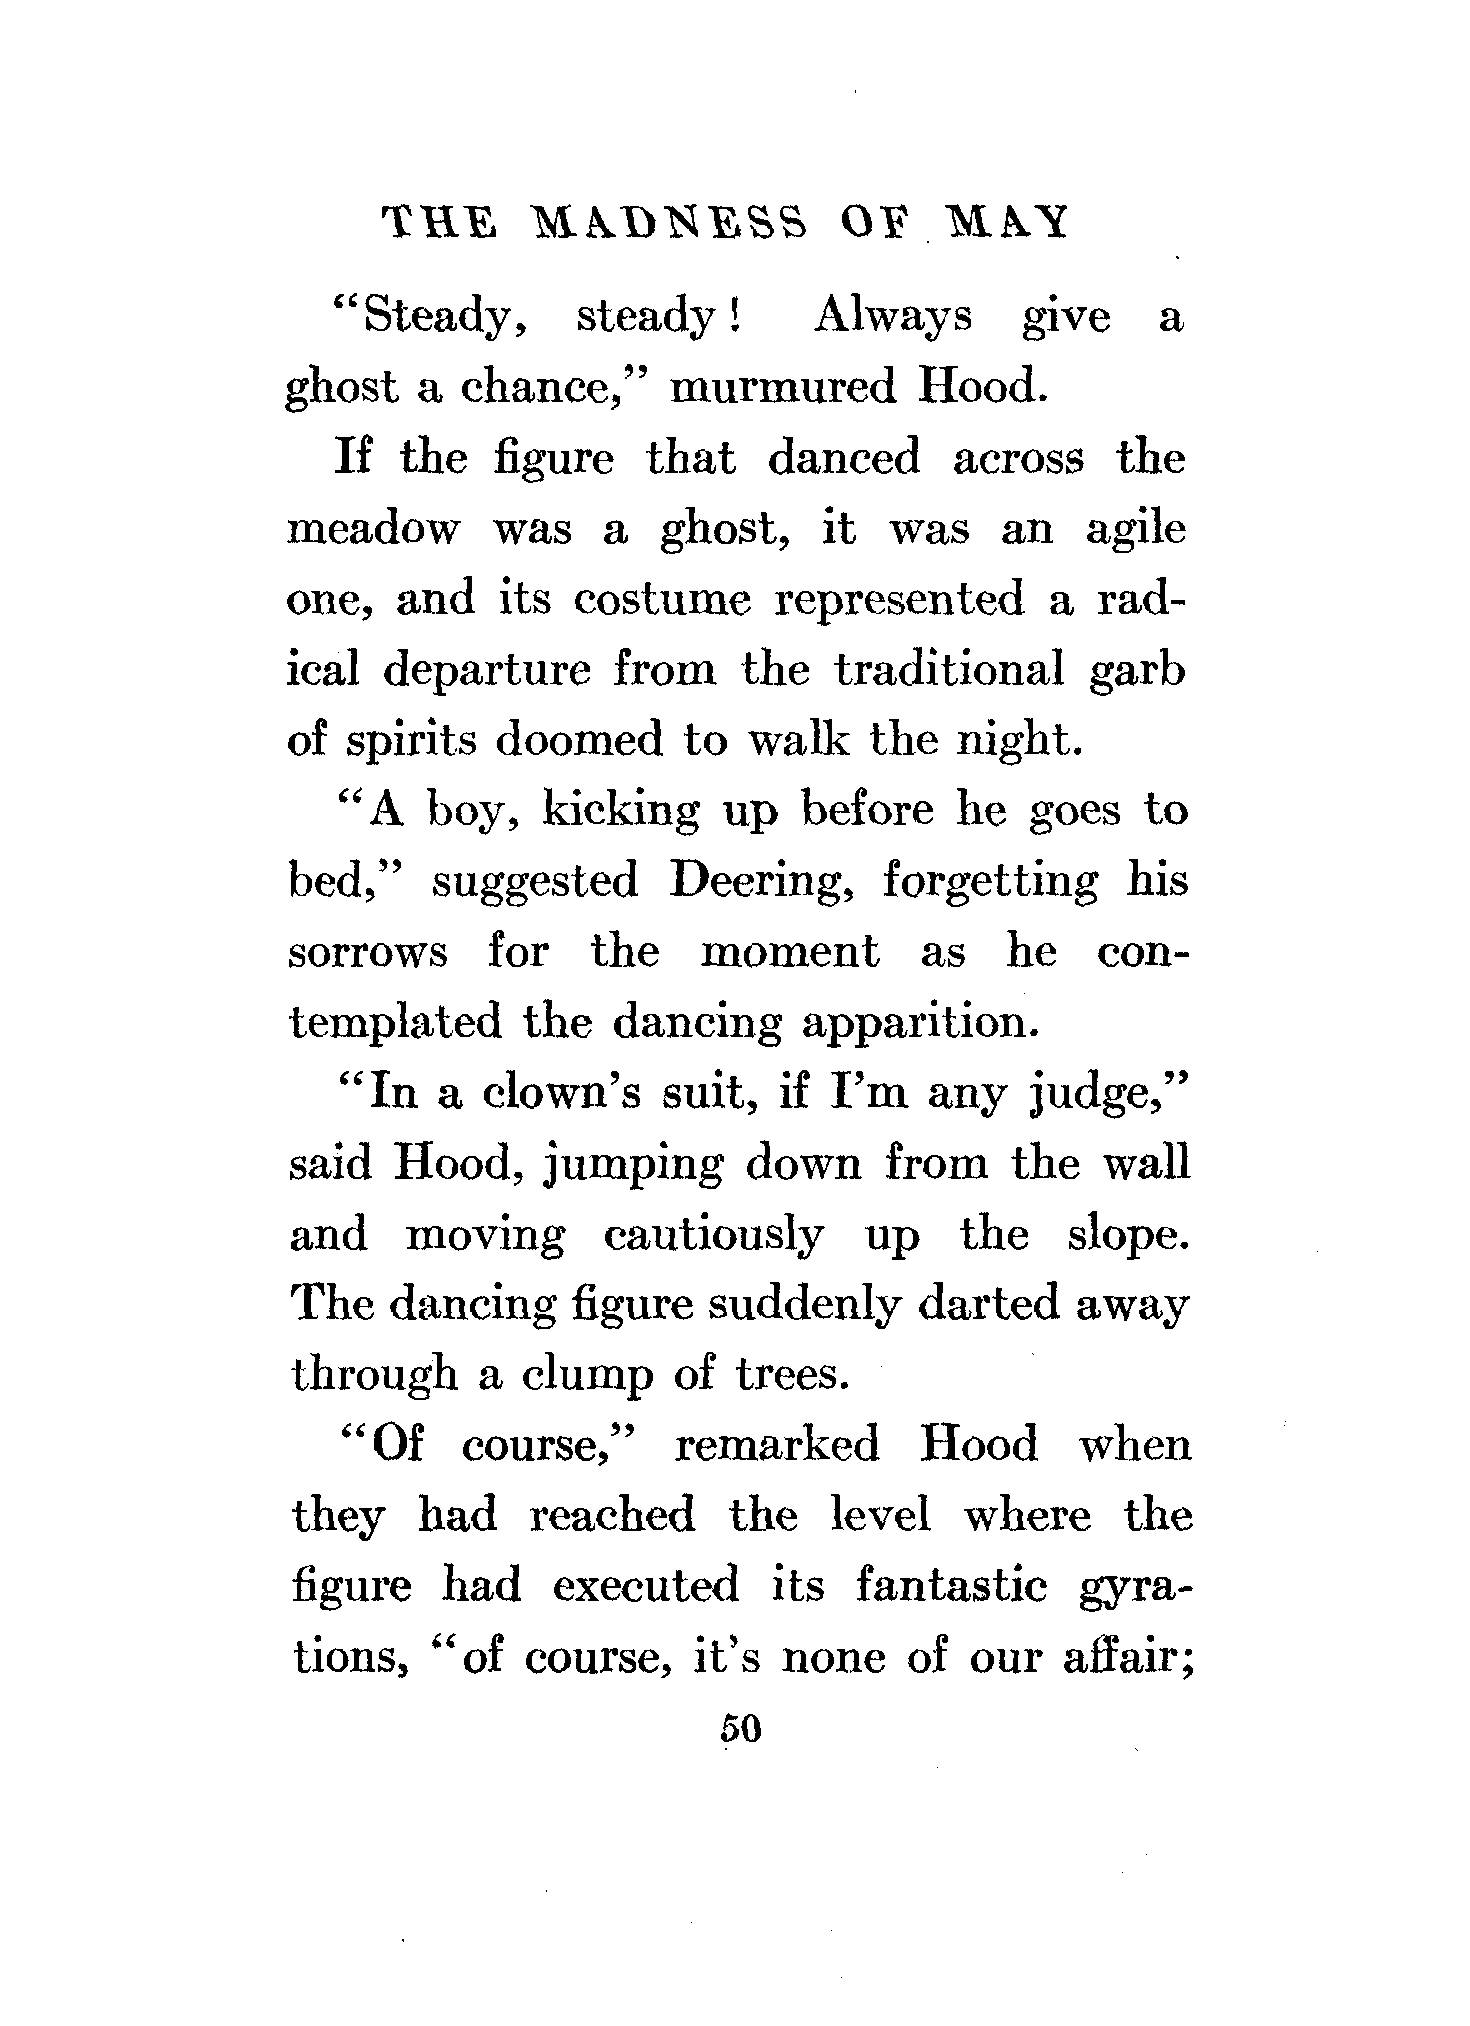 THE MADNESS OF MAY
"Steady, steady! Always give a
ghost a chance," murmured Hood.
If the figure that danced across the
meadow was a ghost, it was an agile
one, and its costume represented a rad-
ical departure from the traditional garb
of spirits doomed to walk the night.
"A boy, kicking up before he goes to
bed," suggested Deering, forgetting his
sorrows for the moment as he con-
templated the dancing apparition.
"In a clown's suit, if I'm any judge,"
said Hood, jumping down from the wall
and moving cautiously up the slope.
The dancing figure suddenly darted away
through a clump of trees.
"Of course," remarked Hood when
they had reached the level where the
figure had executed its fantastic gyra-
tions, "of course, it's none of our affair;
50